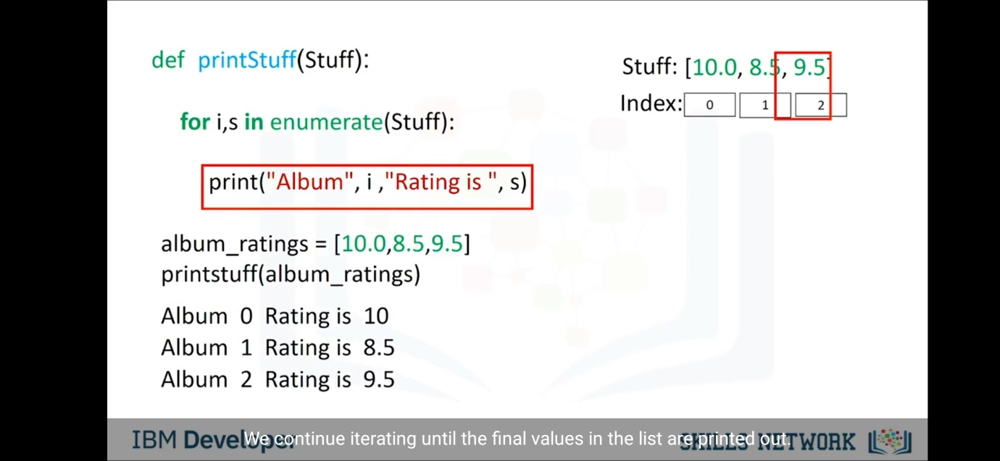 def printStuff(Stuff):
Stuff: [10.0, 8.5, 9.5]
Index: 0 1 2
for i,s in enumerate(Stuff):
print("Album", i ,"Rating is ", s)
album_ratings = [10.0,8.5,9.5]
printstuff(album_ratings)
Album 0 Rating is 10
Album 1 Rating is 8.5
Album 2 Rating is 9.5
IBM Developer
We continue iterating until the final values in the list are printed out.
SKILLS NETWORK